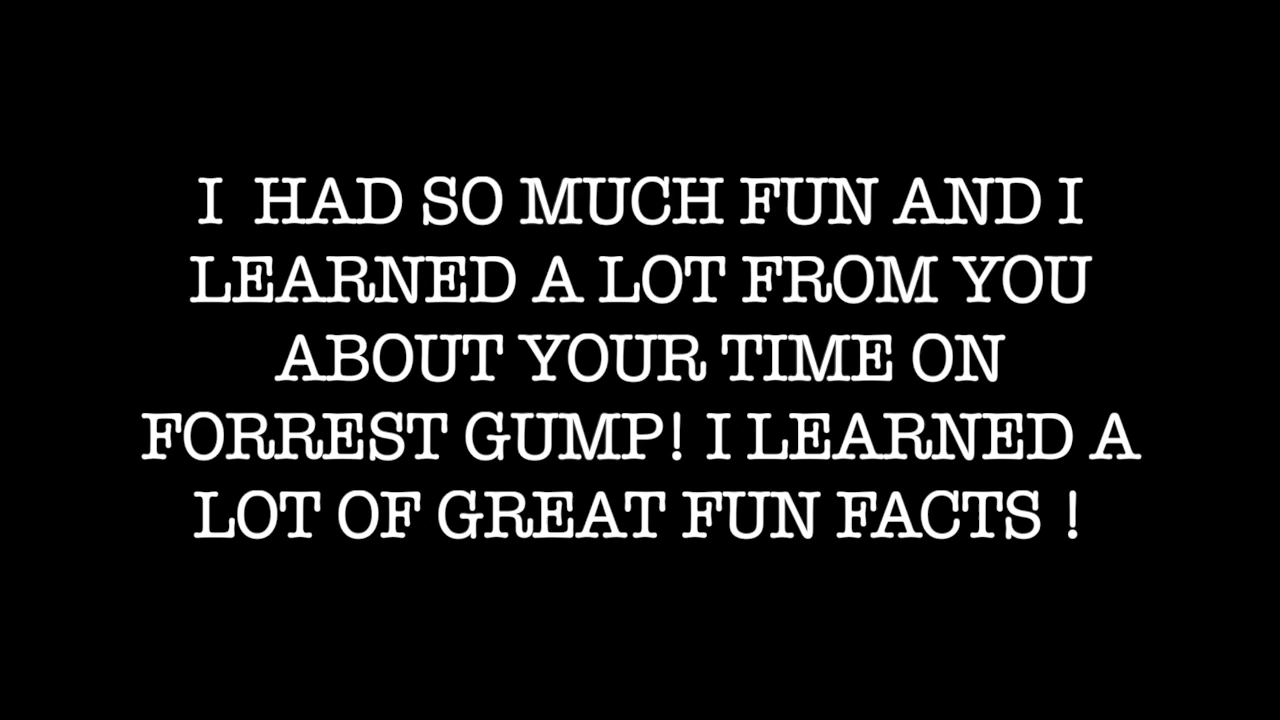 I  HAD SO MUCH FUN AND I
LEARNED A LOT FROM YOU
ABOUT YOUR TIME ON
FORREST GUMP! I LEARNED A
LOT OF GREAT FUN FACTS !